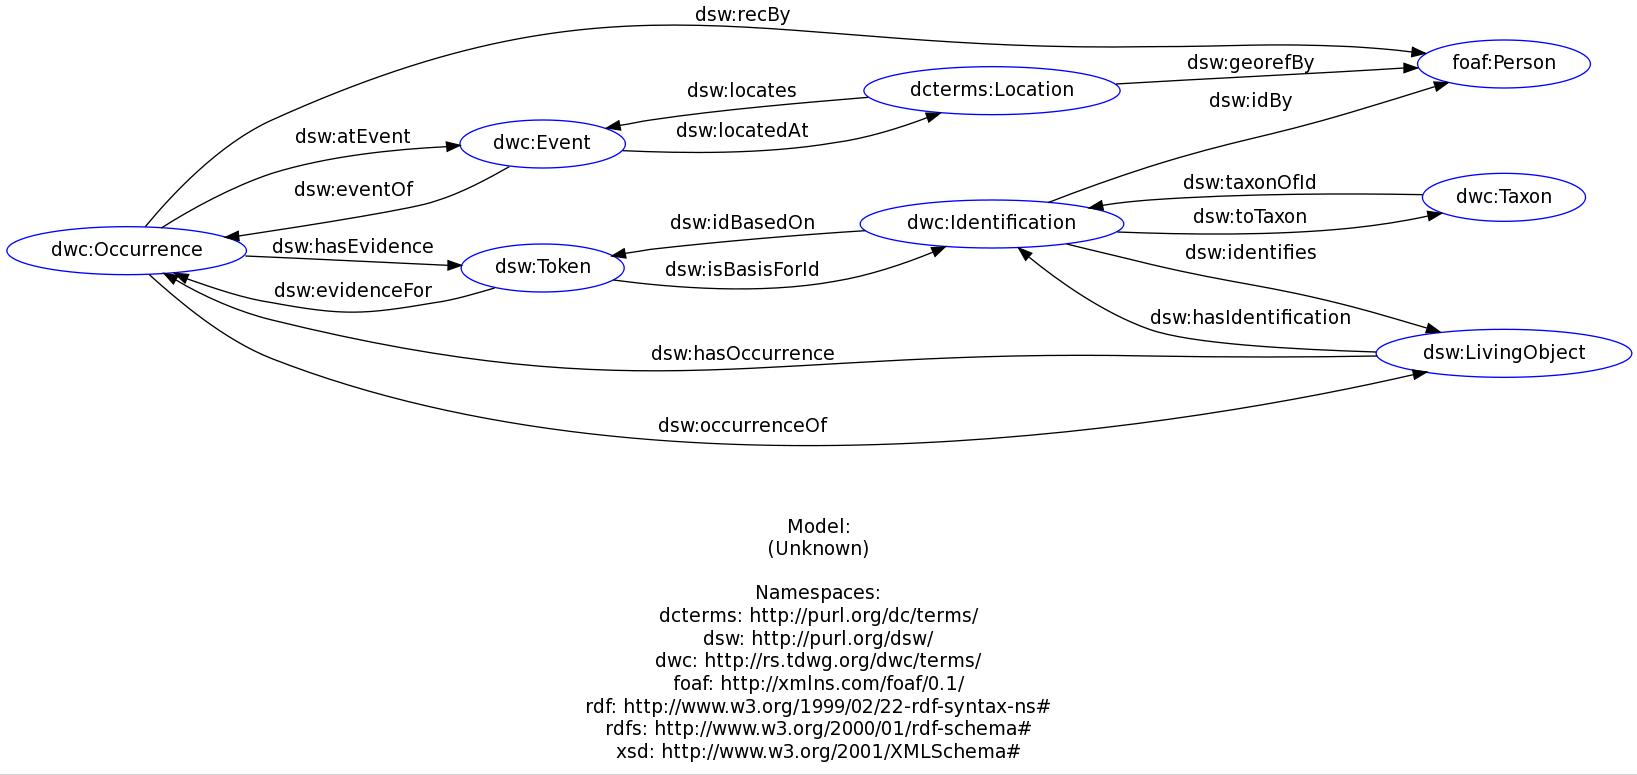 dsw:recBy
foaf:Person
dsw:georefBy
dcterms:Location
dsw:locates
dsw:idBy
dsw:locatedAt
dsw:atEvent
dwc:Event
dsw:taxonOfId
dsw:eventOf
dwc:Taxon
dsw:toTaxon
dsw:idBasedOn
dwc:Identification
dwc:Occurrence
dsw:hasEvidence
dsw:identifies
dsw:Token
dsw:isBasisForId
dsw:evidenceFor
dsw:hasIdentification
dsw:hasOccurrence
dsw:LivingObject
dsw:occurrenceOf
Model:
(Unknown)
Namespaces:
dcterms: http://purl.org/dc/terms/
dsw: http://purl.org/dsw/
dwc: http://rs.tdwg.org/dwc/terms/
foaf: http://xmlns.com/foaf/0.1/
rdf: http://www.w3.org/1999/02/22-rdf-syntax-ns#
rdfs: http://www.w3.org/2000/01/rdf-schema#
xsd: http://www.w3.org/2001/XMLSchema#